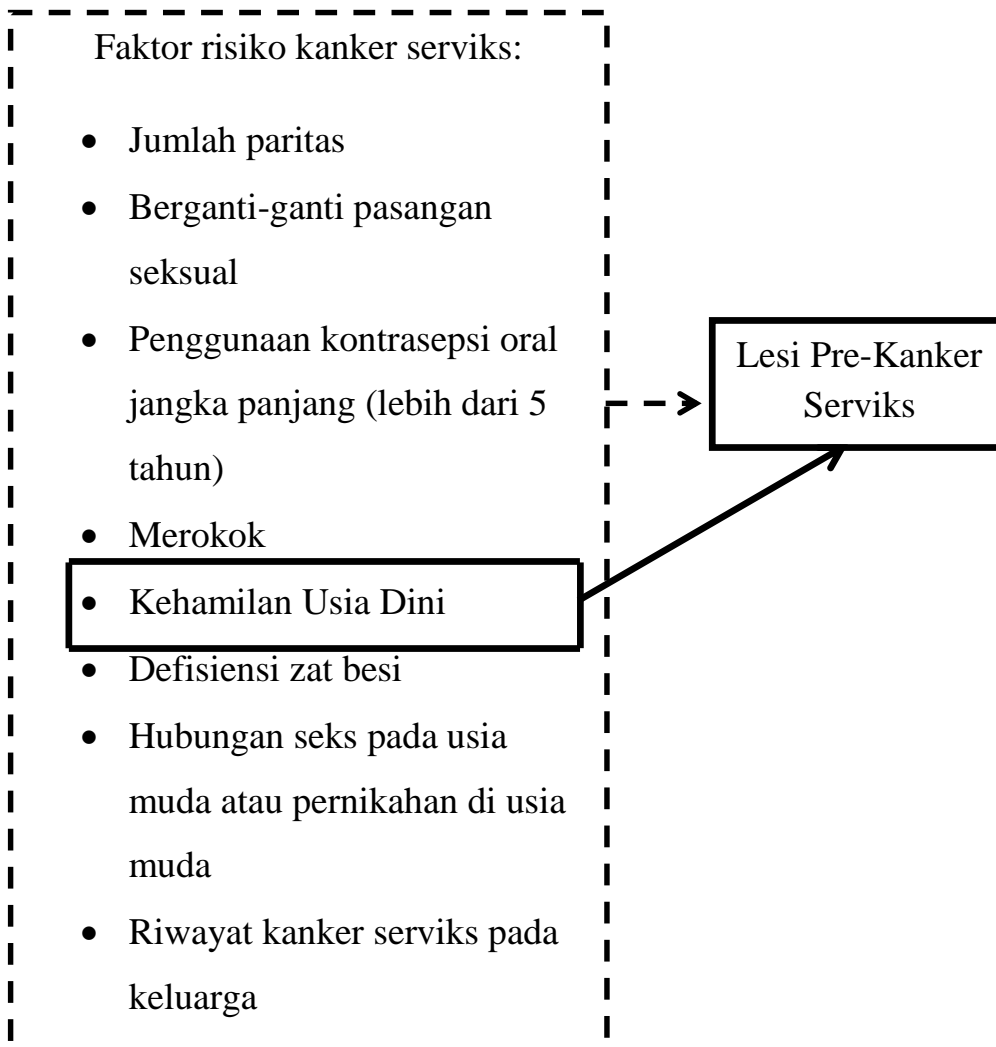 Faktor risiko kanker serviks:
• Jumlah paritas
• Berganti-ganti pasangan
seksual
• Penggunaan kontrasepsi oral
jangka panjang (lebih dari 5
tahun)
• Merokok
• Kehamilan Usia Dini
• Defisiensi zat besi
• Hubungan seks pada usia
muda atau pernikahan di usia
muda
• Riwayat kanker serviks pada
keluarga
Lesi Pre-Kanker
Serviks